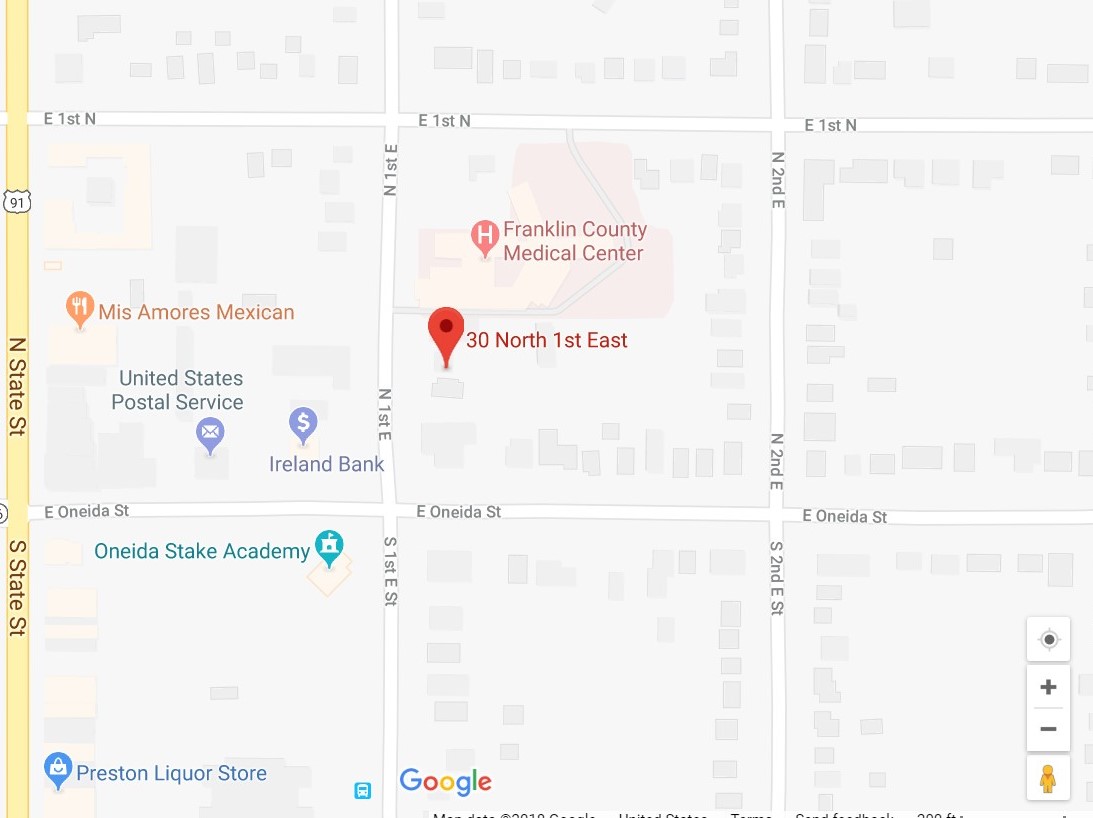 E 1st N
E 1st N
E 1st N
E 1st N
N 2nd E
91
Franklin County
Medical Center
Mis Amores Mexican
30 North 1st East
N State St
United States
Postal Service
N 1st E
Ireland Bank
N 2nd E
E Oneida St
E Oneida St
E Oneida St
Oneida Stake Academy
S State St
S 1st E St
S 2nd E St
Preston Liquor Store
Google
Map data ©2018 Google United States Terms Send feedback 200 ft